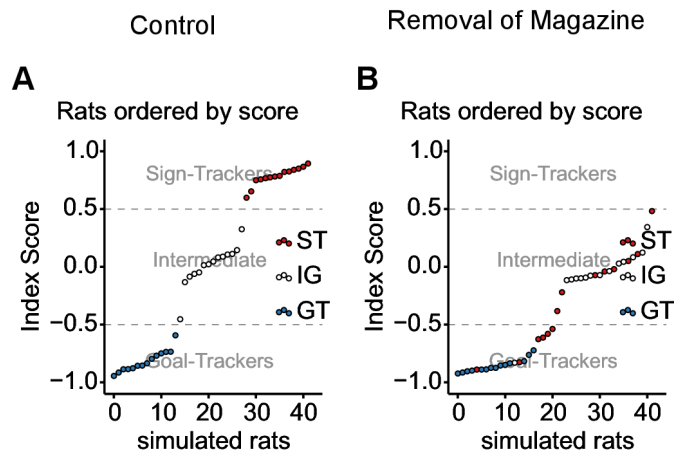 Control
Removal of Magazine
A
B
Rats ordered by score
Rats ordered by score
1.0
0.5
0.0
−0.5
−1.0
Index Score
Sign-Trackers
Intermediate
Goal-Trackers
ST
IG
GT
0 10 20 30 40
simulated rats
1.0
0.5
0.0
−0.5
−1.0
Index Score
Sign-Trackers
Intermediate
Goal-Trackers
ST
IG
GT
0 10 20 30 40
simulated rats